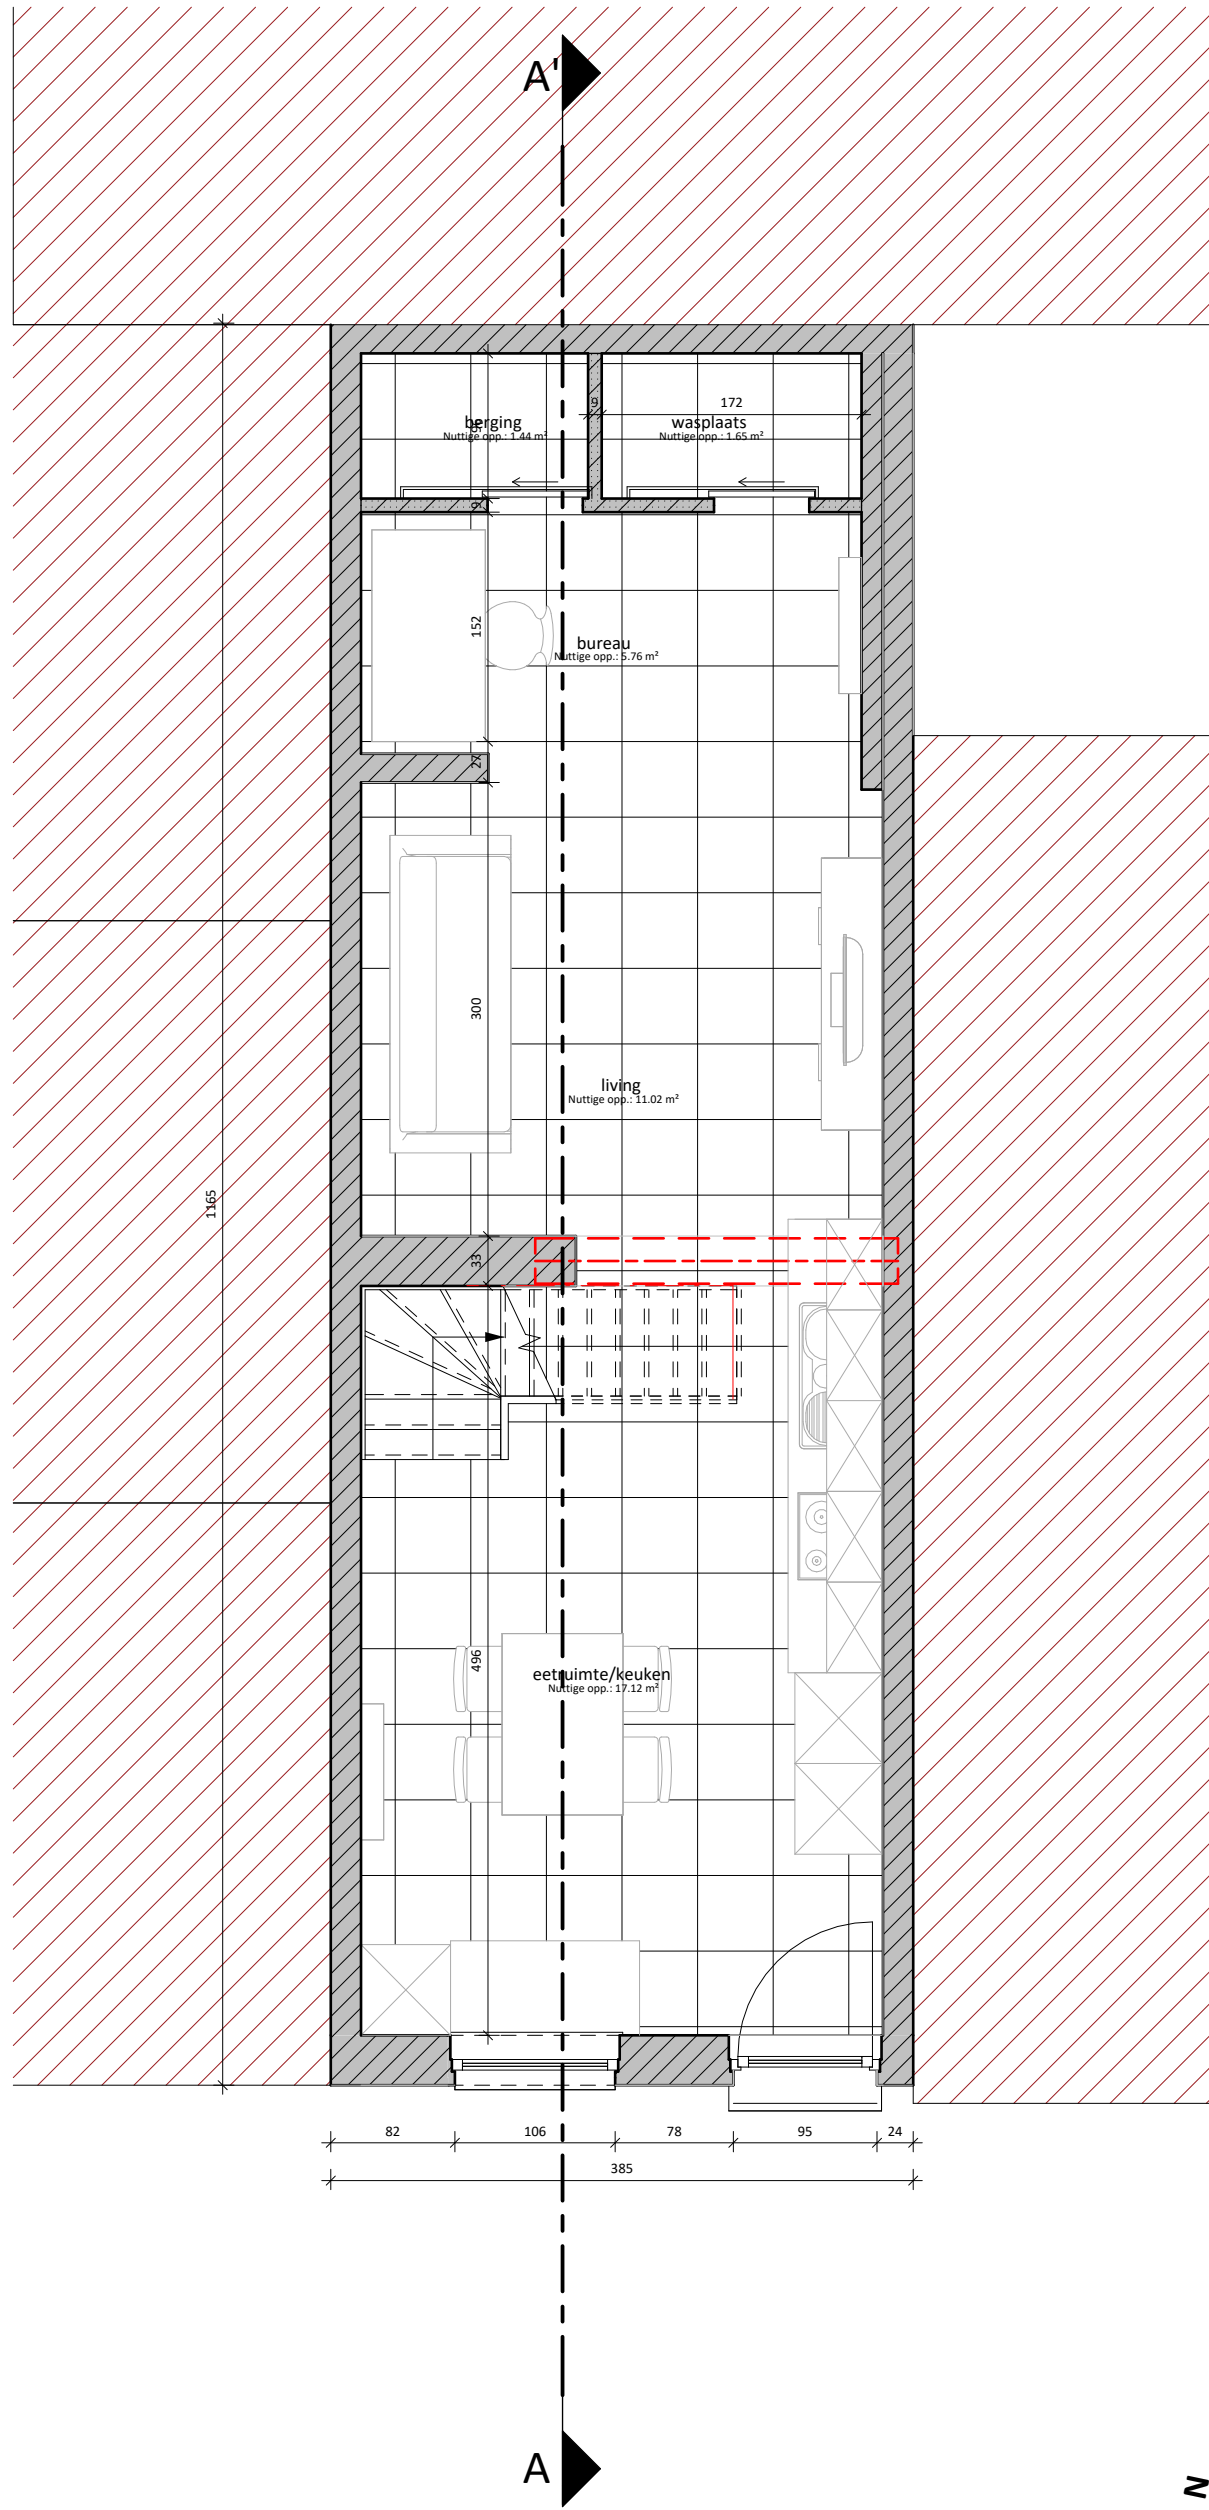 A'
berging
Nuttige opp.: 1.44 m²
9
172
wasplaats
Nuttige opp.: 1.65 m²
9
152
bureau
Nuttige opp.: 5.76 m²
27
300
living
Nuttige opp.: 11.02 m²
1165
33
496
eetruimte/keuken
Nuttige opp.: 17.12 m²
82
106
78
95
24
385
A
N